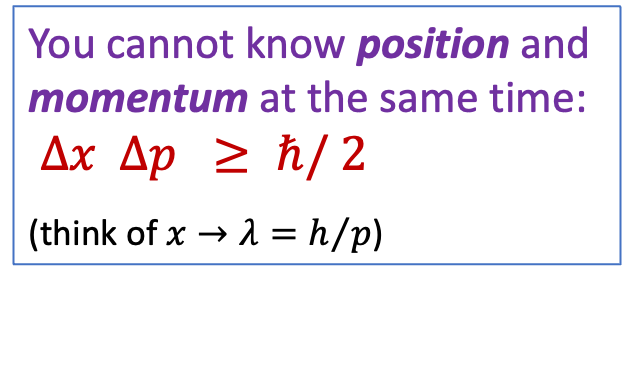 You cannot know position and
momentum at the same time:
Δx Δp ≥ ℏ/ 2
(think of x → λ = h/p)